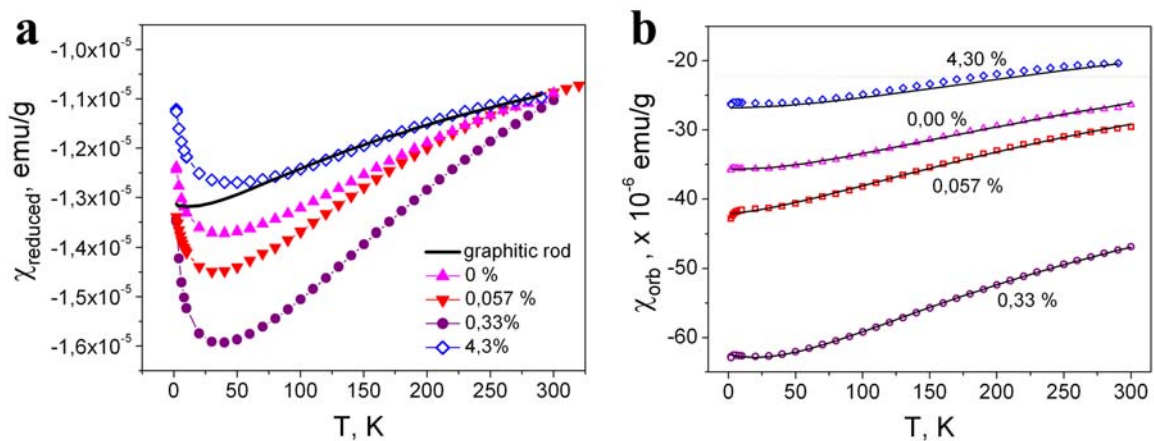 a
-1,0x10⁻⁵
-1,1x10⁻⁵
-1,2x10⁻⁵
-1,3x10⁻⁵
-1,4x10⁻⁵
-1,5x10⁻⁵
-1,6x10⁻⁵
χreduced, emu/g
graphitic rod
0 %
0,057 %
0,33%
4,3%
0 50 100 150 200 250 300
T, K
b
-20
-30
-40
-50
-60
χorb , x 10⁻⁶ emu/g
4,30 %
0,00 %
0,057 %
0,33 %
0 50 100 150 200 250 300
T, K